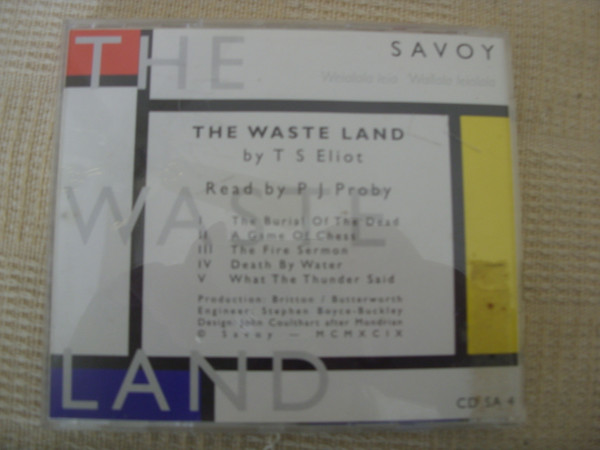 THE
WASTE
LAND
SAVOY
THE WASTE LAND
by T S Eliot
Read by P J Proby
I The Burial Of The Dead
II A Game Of Chess
III The Fire Sermon
IV Death By Water
V What The Thunder Said
Production: Britton / Butterworth
Engineer: Stephen Boyce-Buckley
Design: John Coulthart after Mondrian
© Savoy — MCMXCIX
CD SA 4